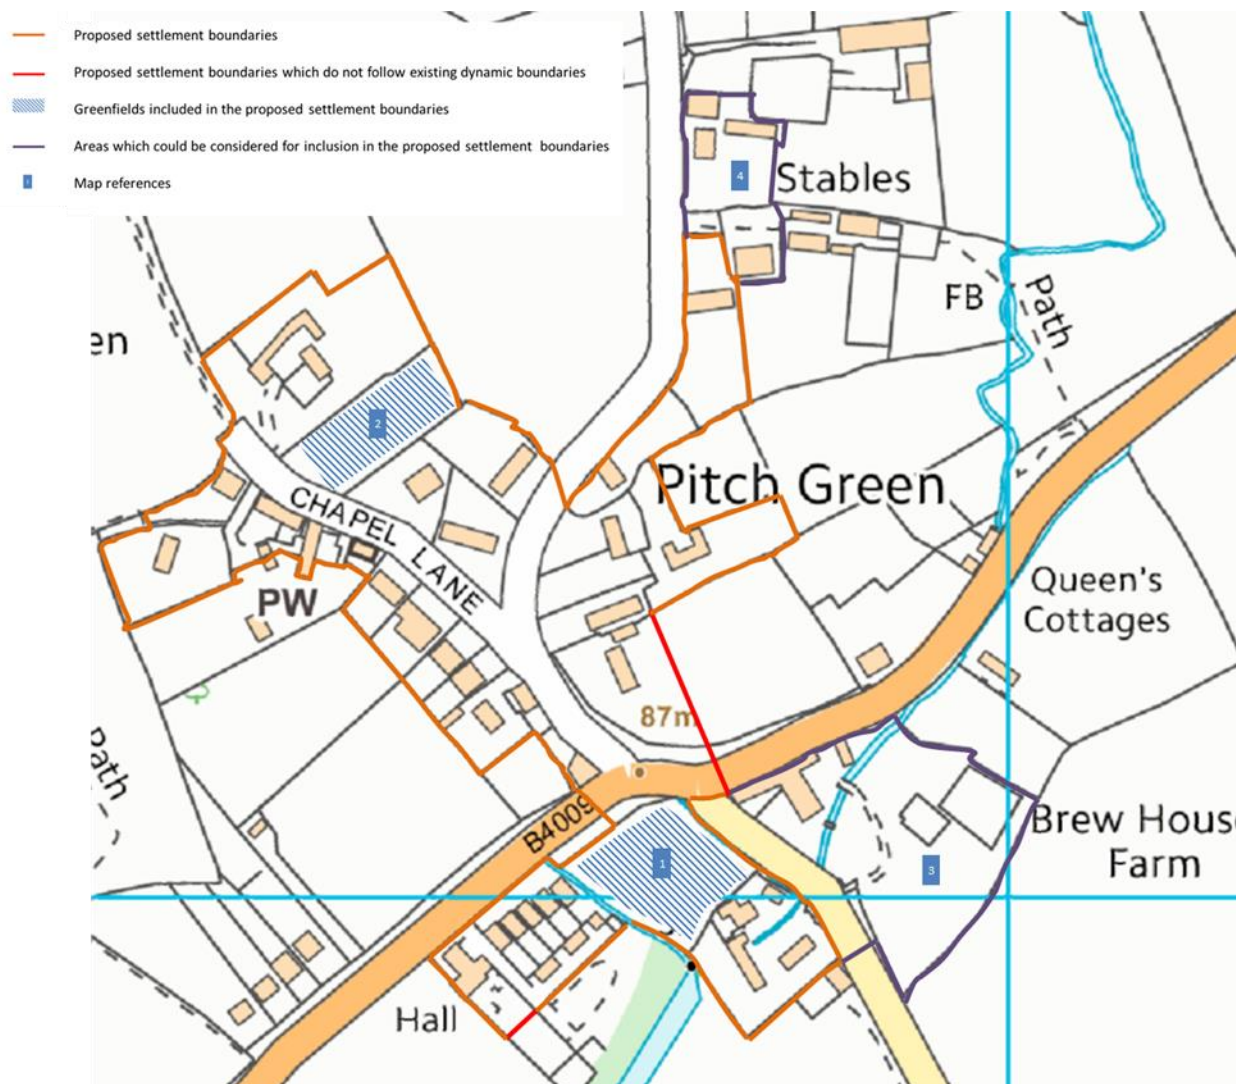 Proposed settlement boundaries
Proposed settlement boundaries which do not follow existing dynamic boundaries
Greenfields included in the proposed settlement boundaries
Areas which could be considered for inclusion in the proposed settlement boundaries
Map references
4
Stables
FB
Path
en
2
Pitch Green
CHAPEL LANE
PW
Queen's
Cottages
87m
Path
B4009
1
3
Brew House
Farm
Hall